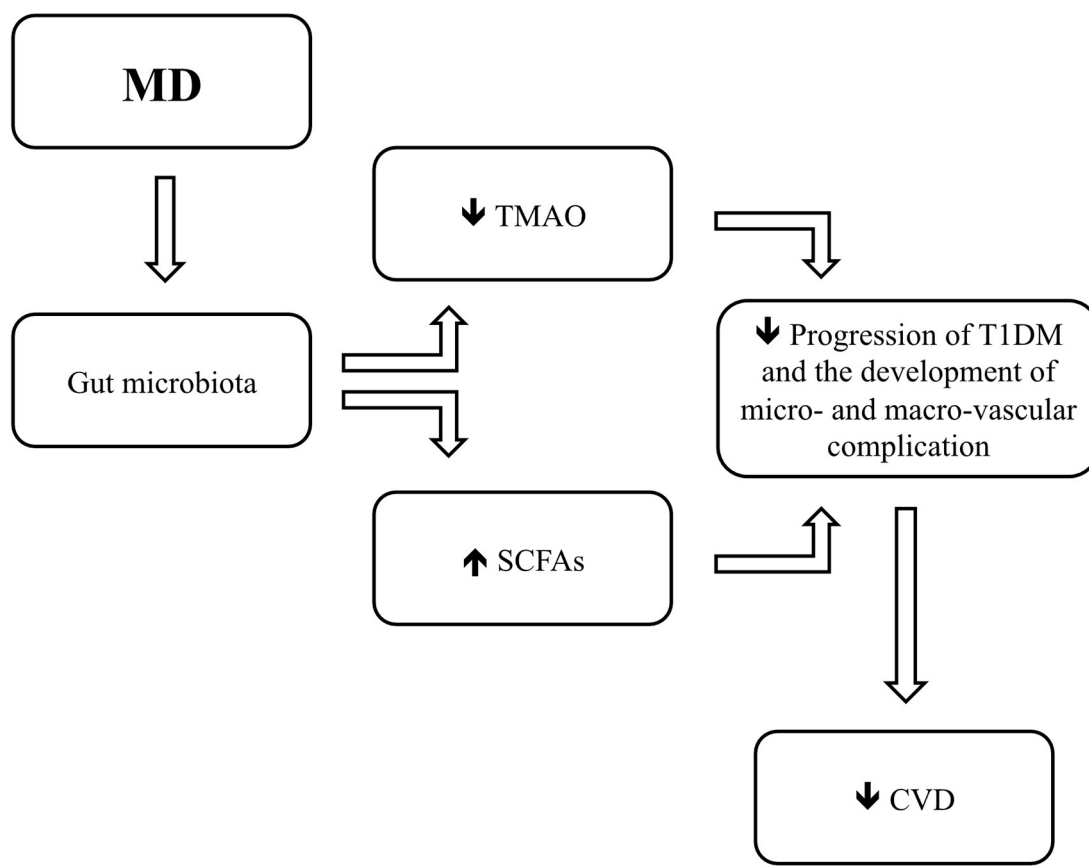 MD
🡫 TMAO
Gut microbiota
🡫 Progression of T1DM
and the development of
micro- and macro-vascular
complication
🡩 SCFAs
🡫 CVD